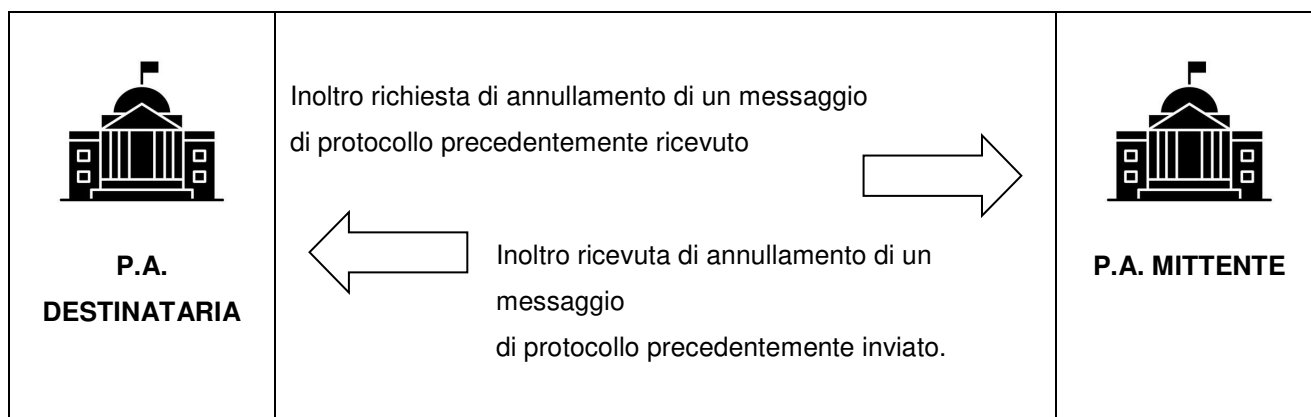 P.A.
DESTINATARIA
Inoltro richiesta di annullamento di un messaggio
di protocollo precedentemente ricevuto
Inoltro ricevuta di annullamento di un
messaggio
di protocollo precedentemente inviato.
P.A. MITTENTE